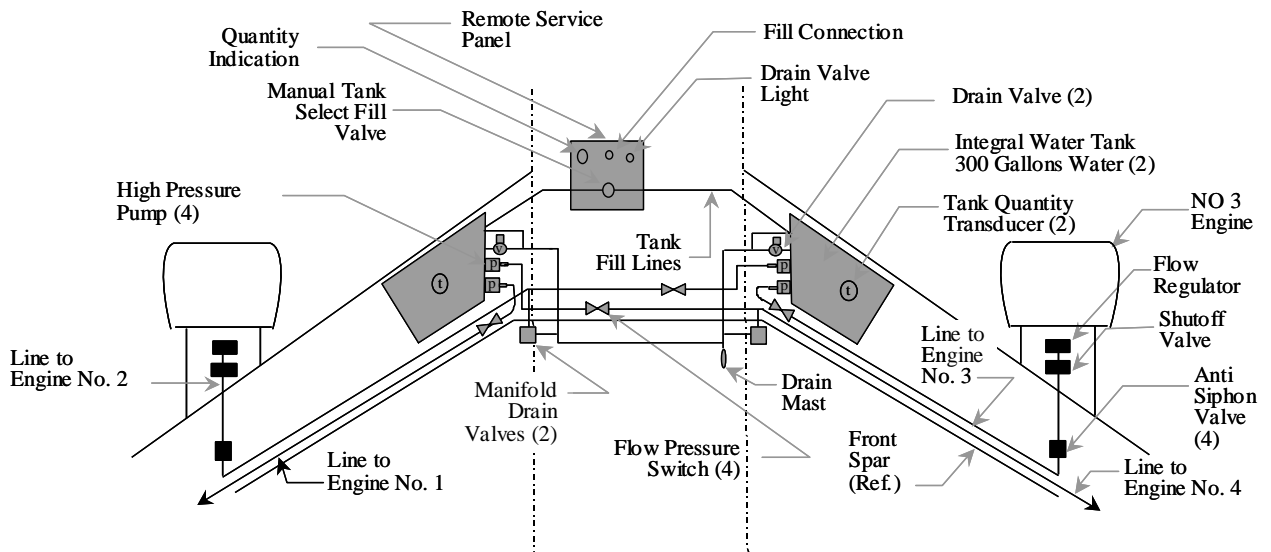 Remote Service
Panel
Quantity
Indication
Fill Connection
Drain Valve
Light
Manual Tank
Select Fill
Valve
Drain Valve (2)
Integral Water Tank
300 Gallons Water (2)
High Pressure
Pump (4)
Tank Quantity
Transducer (2)
NO 3
Engine
Tank
Fill Lines
Flow
Regulator
Shutoff
Valve
V
P
P
t
V
P
P
t
Line to
Engine No. 2
Line to
Engine
No. 3
Manifold
Drain
Valves (2)
Drain
Mast
Anti
Siphon
Valve
(4)
Line to
Engine No. 1
Flow Pressure
Switch (4)
Front
Spar
(Ref.)
Line to
Engine No. 4